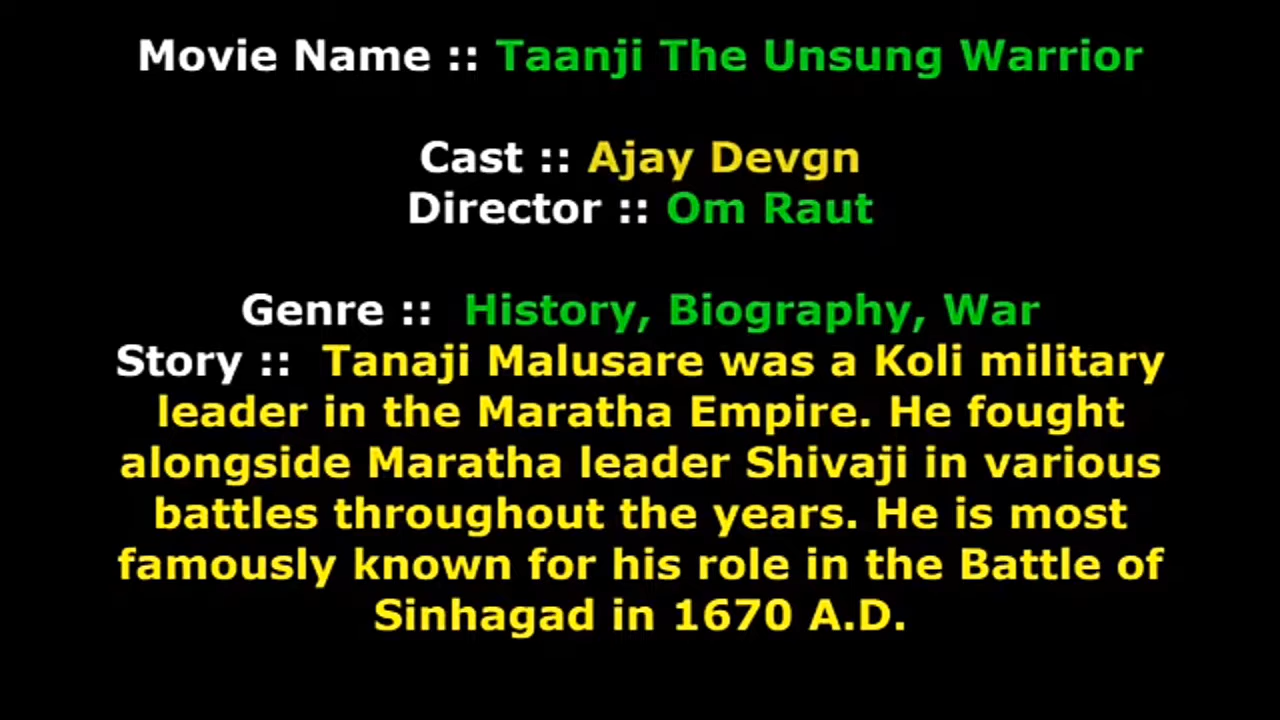 Movie Name :: Taanji The Unsung Warrior
Cast :: Ajay Devgn
Director :: Om Raut
Genre :: History, Biography, War
Story :: Tanaji Malusare was a Koli military
leader in the Maratha Empire. He fought
alongside Maratha leader Shivaji in various
battles throughout the years. He is most
famously known for his role in the Battle of
Sinhagad in 1670 A.D.